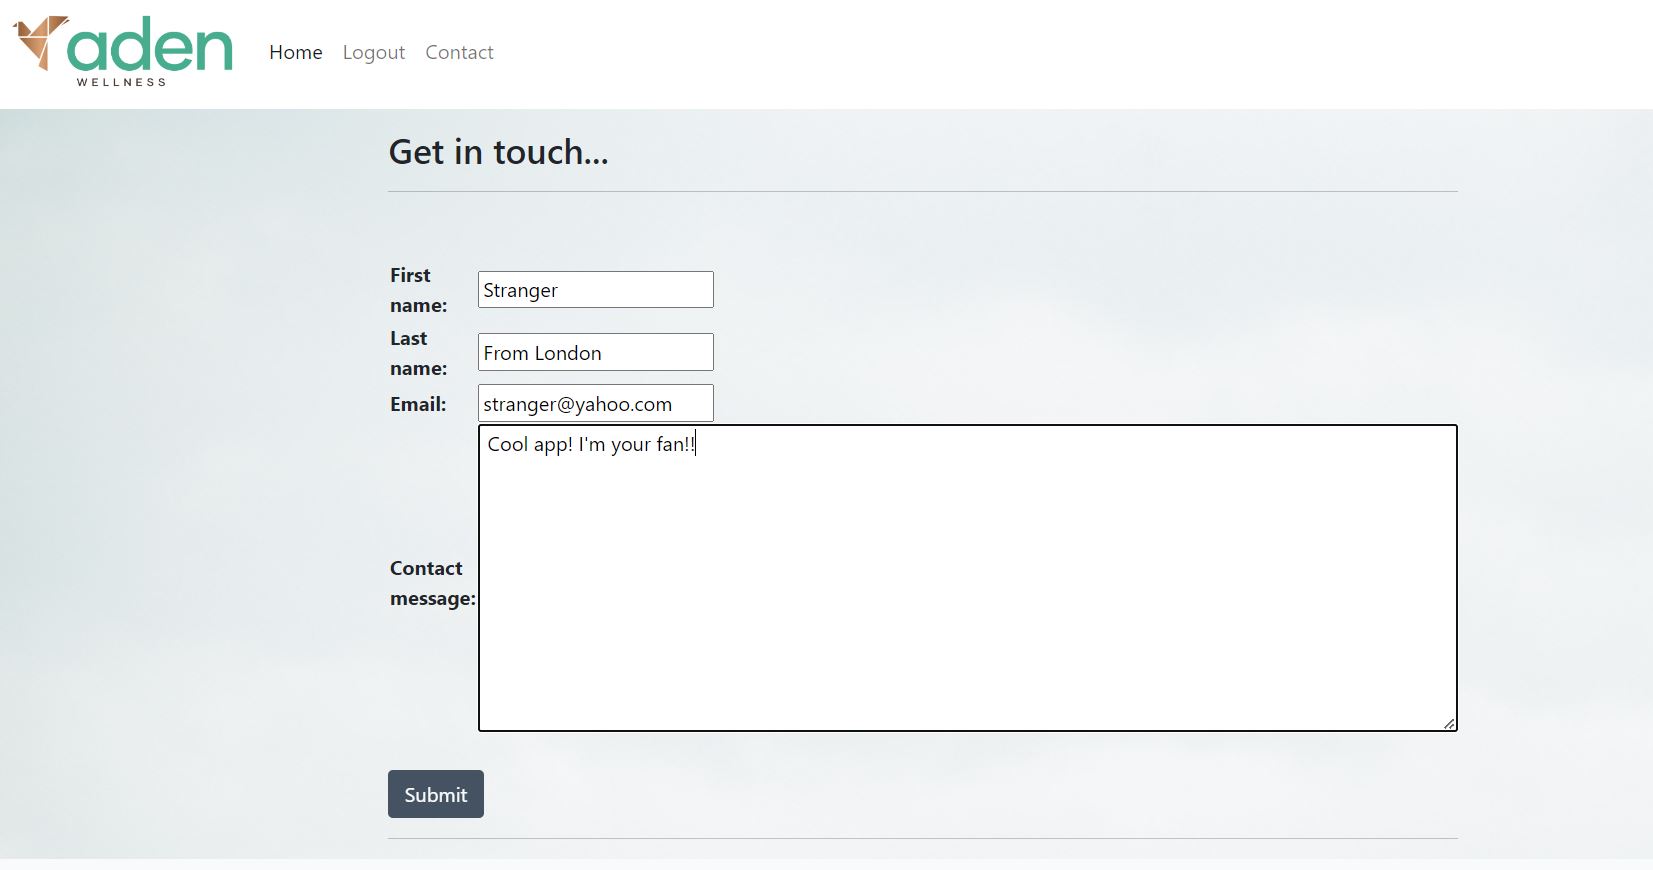 aden
WELLNESS
Home Logout Contact
Get in touch...
First
name:
Stranger
Last
name:
From London
Email:
stranger@yahoo.com
Contact
message:
Cool app! I'm your fan!!
Submit